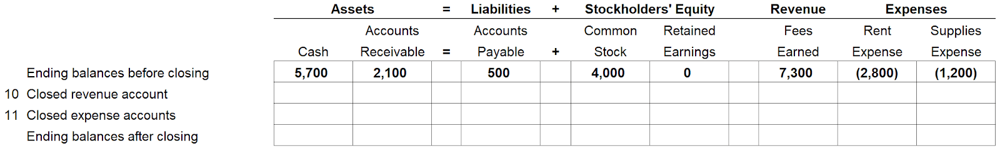 Assets = Liabilities + Stockholders' Equity Revenue Expenses
Accounts Accounts Common Retained Fees Rent Supplies
Cash Receivable = Payable + Stock Earnings Earned Expense Expense
Ending balances before closing 5,700 2,100 500 4,000 0 7,300 (2,800) (1,200)
10 Closed revenue account
11 Closed expense accounts
Ending balances after closing